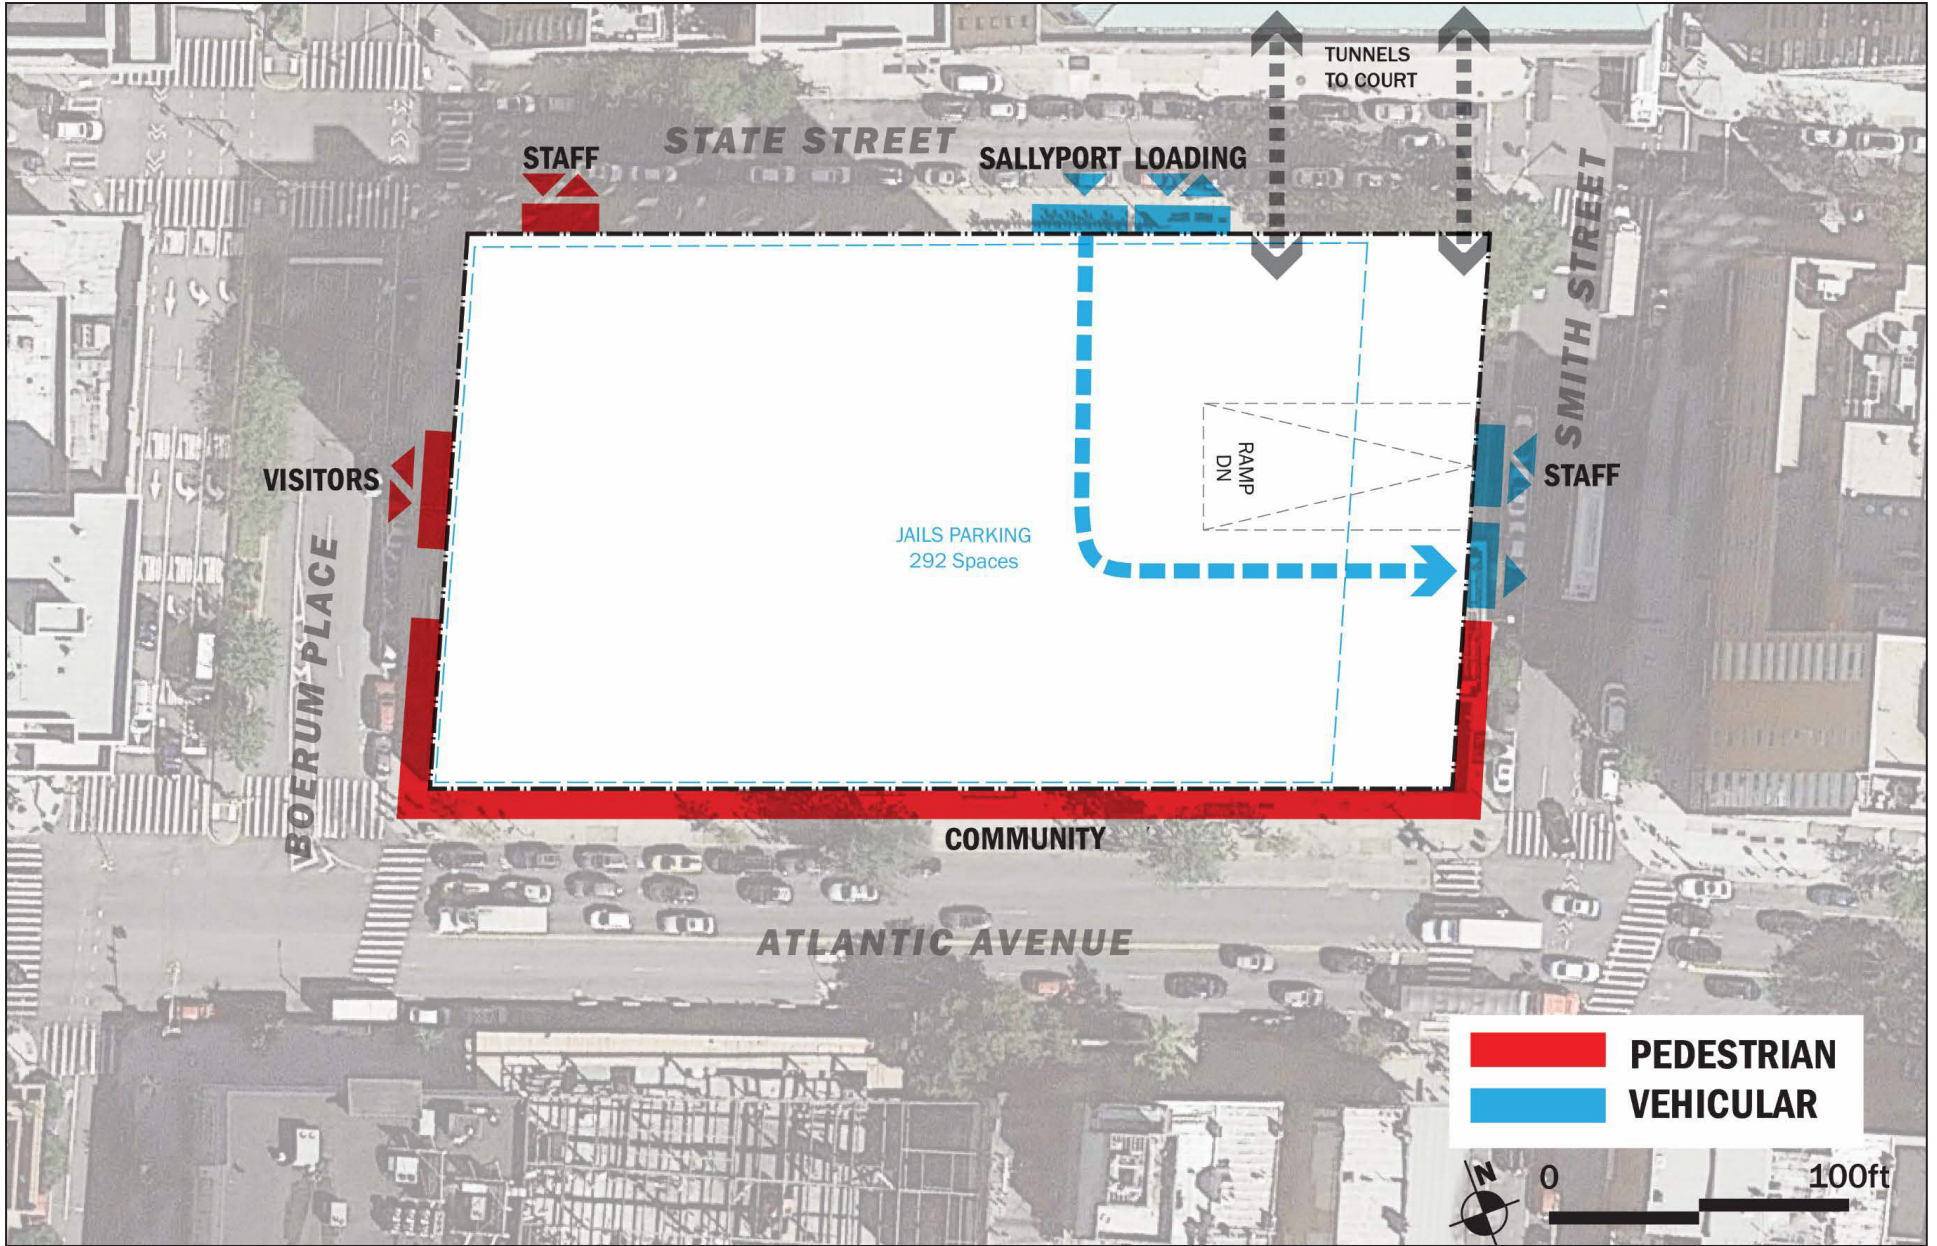 TUNNELS
TO COURT
STATE STREET
STAFF
SALLYPORT
LOADING
SMITH STREET
VISITORS
RAMP
DN
STAFF
JAILS PARKING
292 Spaces
BOERUM PLACE
COMMUNITY
ATLANTIC AVENUE
PEDESTRIAN
VEHICULAR
N
0
100ft